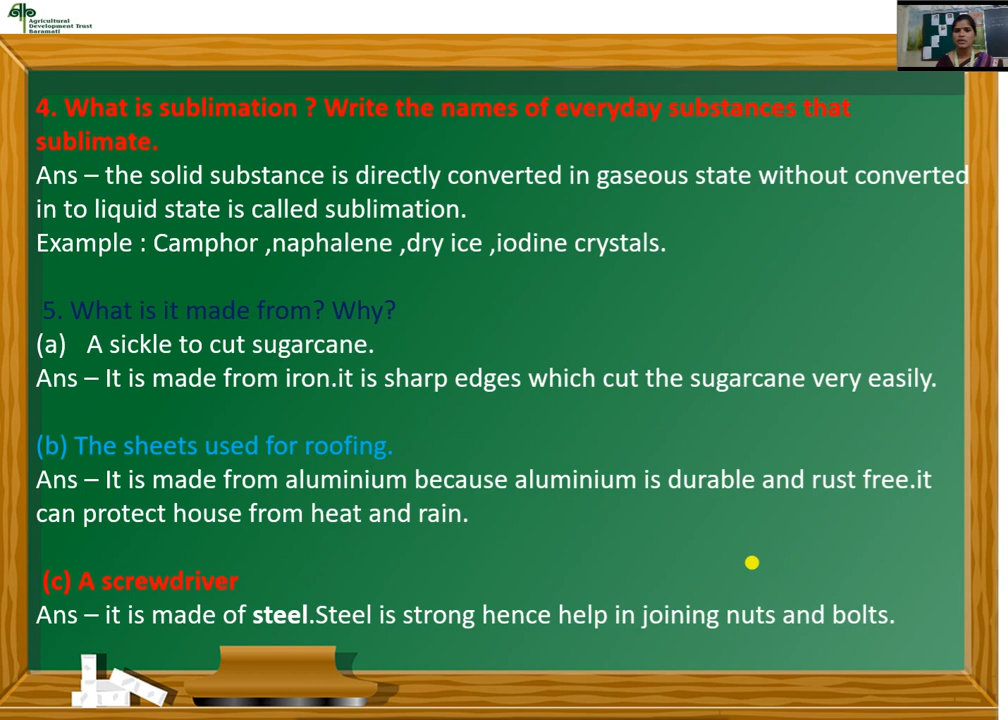 Agricultural
Development Trust
Baramati
4. What is sublimation ? Write the names of everyday substances that
sublimate.
Ans – the solid substance is directly converted in gaseous state without converted
in to liquid state is called sublimation.
Example : Camphor ,naphalene ,dry ice ,iodine crystals.
5. What is it made from? Why?
(a) A sickle to cut sugarcane.
Ans – It is made from iron.it is sharp edges which cut the sugarcane very easily.
(b) The sheets used for roofing.
Ans – It is made from aluminium because aluminium is durable and rust free.it
can protect house from heat and rain.
(c) A screwdriver
Ans – it is made of steel.Steel is strong hence help in joining nuts and bolts.